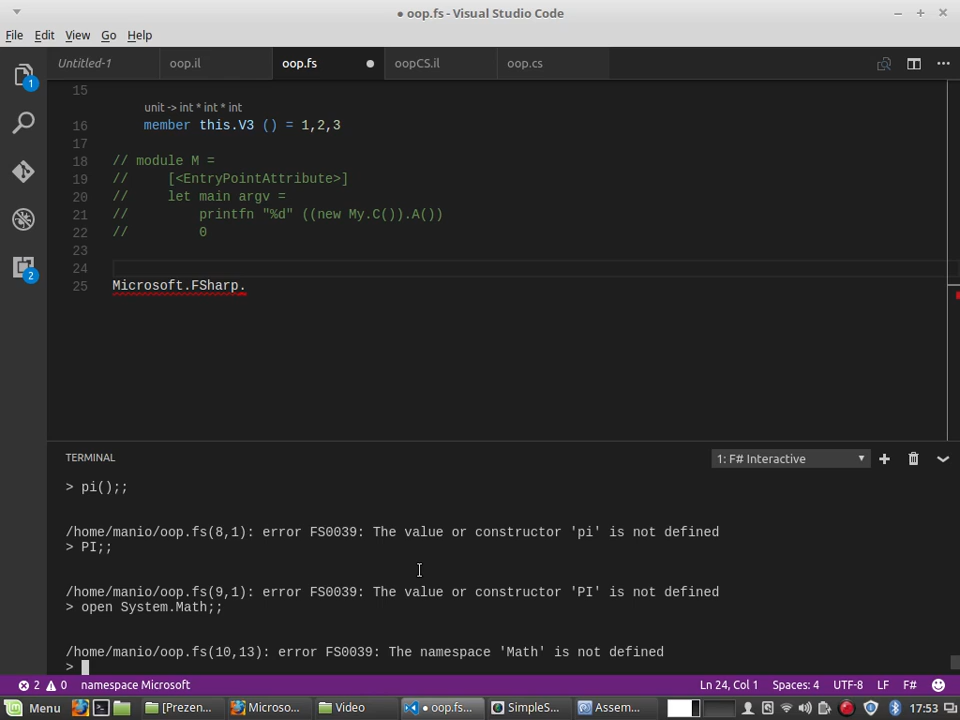 ● oop.fs - Visual Studio Code
File Edit View Go Help
Untitled-1 oop.il oop.fs oopCS.il oop.cs
15
unit -> int * int * int
16 member this.V3 () = 1,2,3
17
18 // module M =
19 //     [<EntryPointAttribute>]
20 //     let main argv =
21 //         printfn "%d" ((new My.C()).A())
22 //         0
23
24
25 Microsoft.FSharp.
1
2
TERMINAL
1: F# Interactive
> pi();;
/home/manio/oop.fs(8,1): error FS0039: The value or constructor 'pi' is not defined
> PI;;
/home/manio/oop.fs(9,1): error FS0039: The value or constructor 'PI' is not defined
> open System.Math;;
/home/manio/oop.fs(10,13): error FS0039: The namespace 'Math' is not defined
>
2 0 namespace Microsoft Ln 24, Col 1 Spaces: 4 UTF-8 LF F#
Menu [Prezen... Microso... Video ● oop.fs... SimpleS... Assem... 17:53